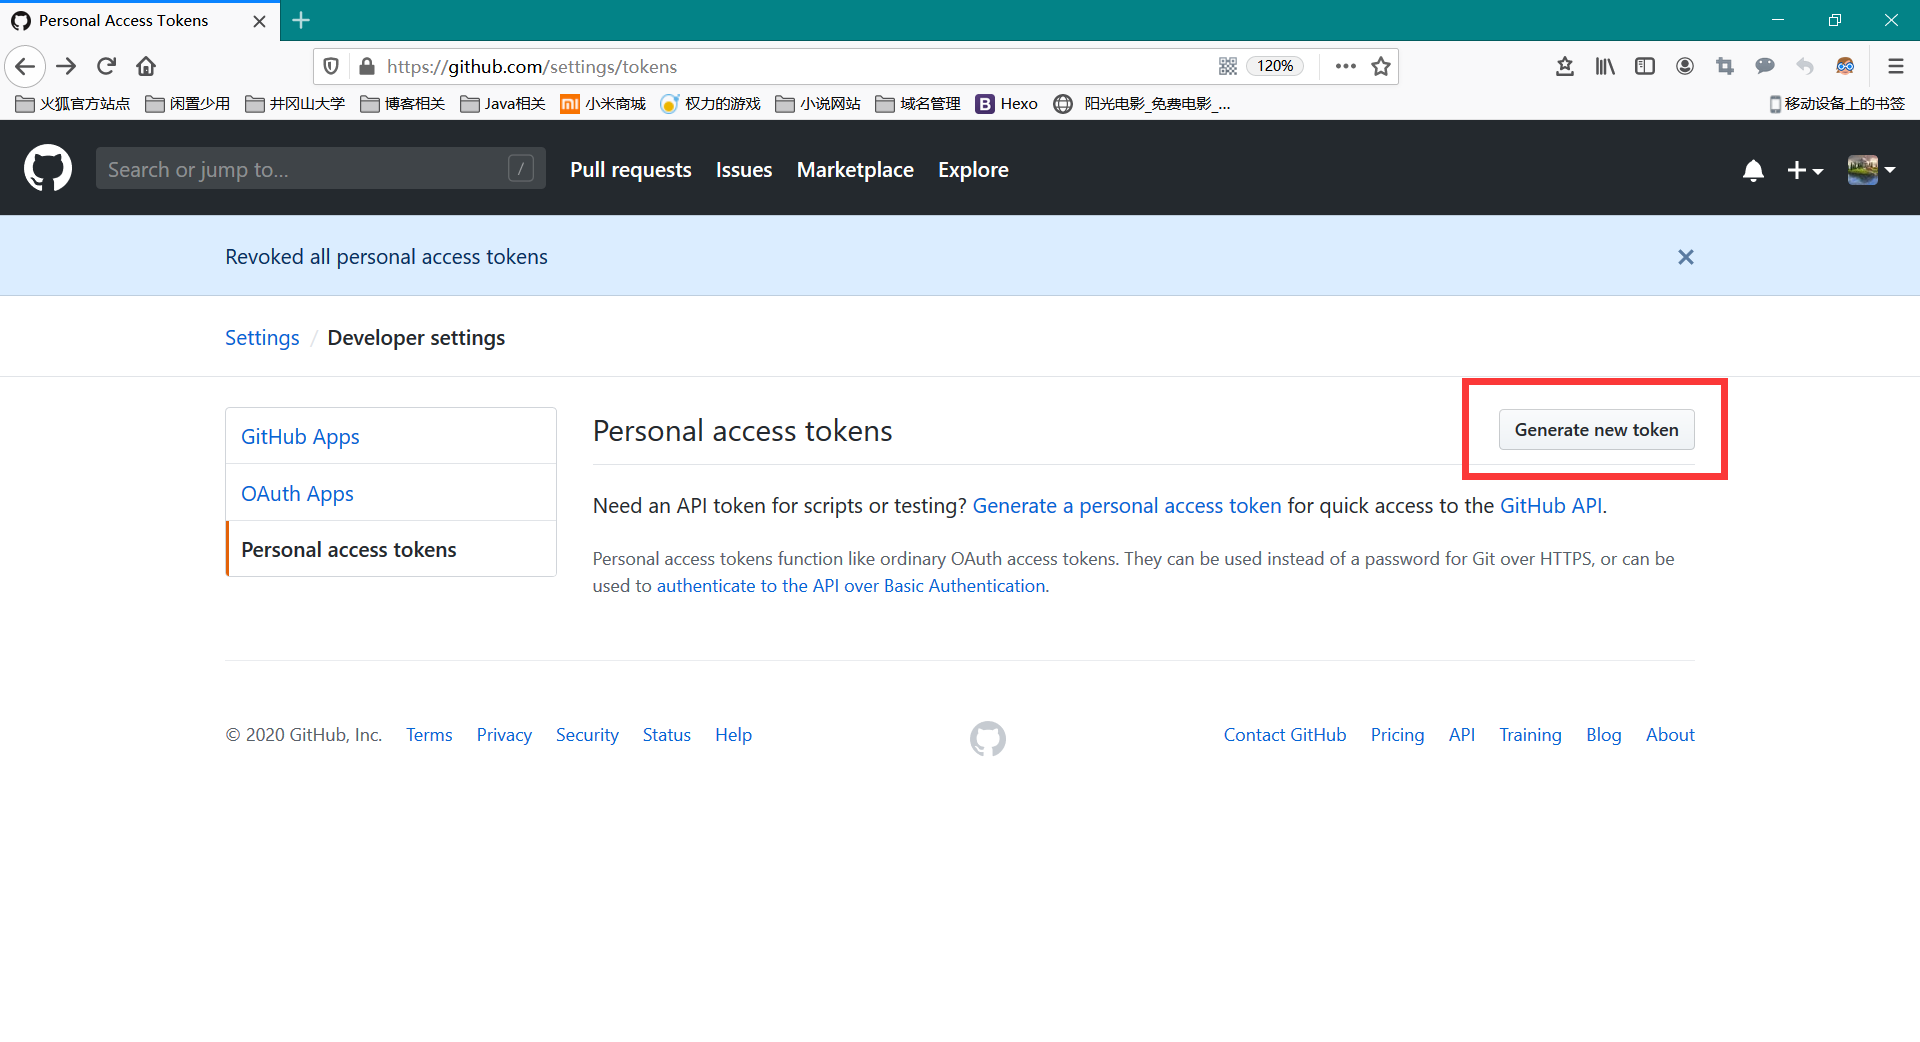 Personal Access Tokens
https://github.com/settings/tokens
120%
火狐官方站点 闲置少用 井冈山大学 博客相关 Java相关 小米商城 权力的游戏 小说网站 域名管理 Hexo 阳光电影_免费电影_... 移动设备上的书签
Search or jump to... / Pull requests Issues Marketplace Explore
Revoked all personal access tokens
Settings / Developer settings
GitHub Apps
OAuth Apps
Personal access tokens
Personal access tokens
Generate new token
Need an API token for scripts or testing? Generate a personal access token for quick access to the GitHub API.
Personal access tokens function like ordinary OAuth access tokens. They can be used instead of a password for Git over HTTPS, or can be
used to authenticate to the API over Basic Authentication.
© 2020 GitHub, Inc. Terms Privacy Security Status Help Contact GitHub Pricing API Training Blog About